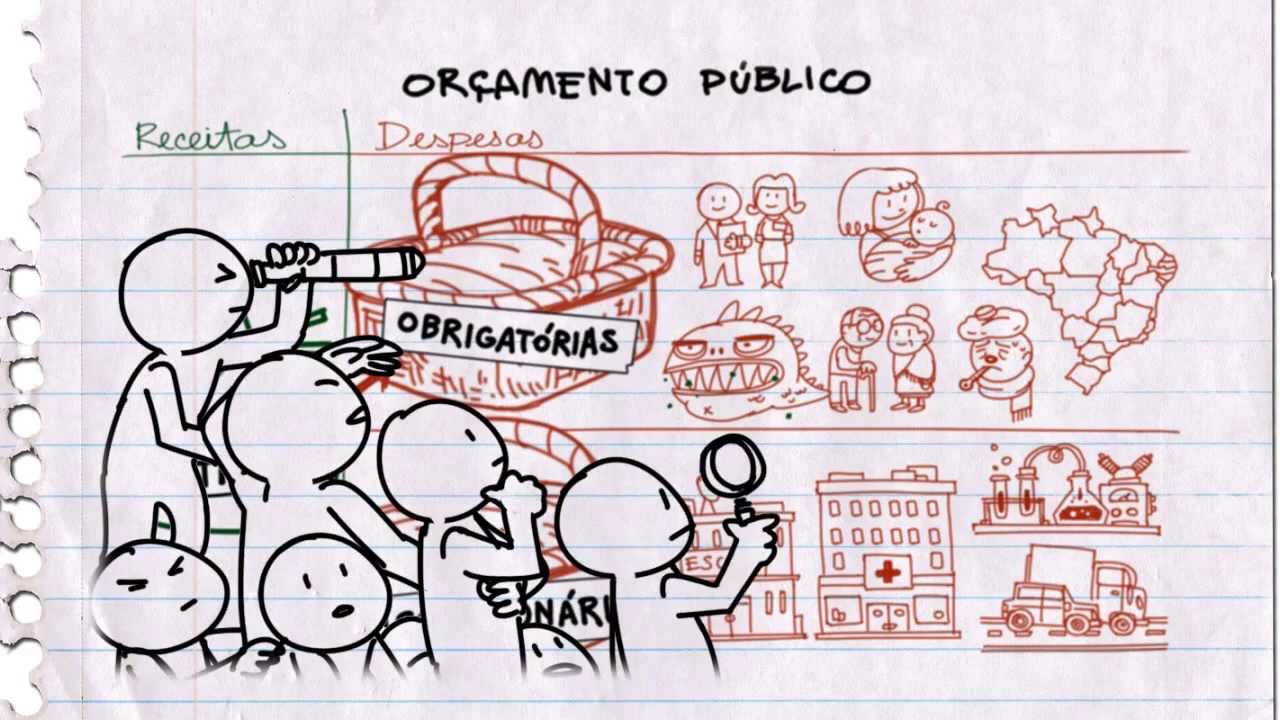 ORÇAMENTO PÚBLICO
Receitas
Despesas
OBRIGATÓRIAS